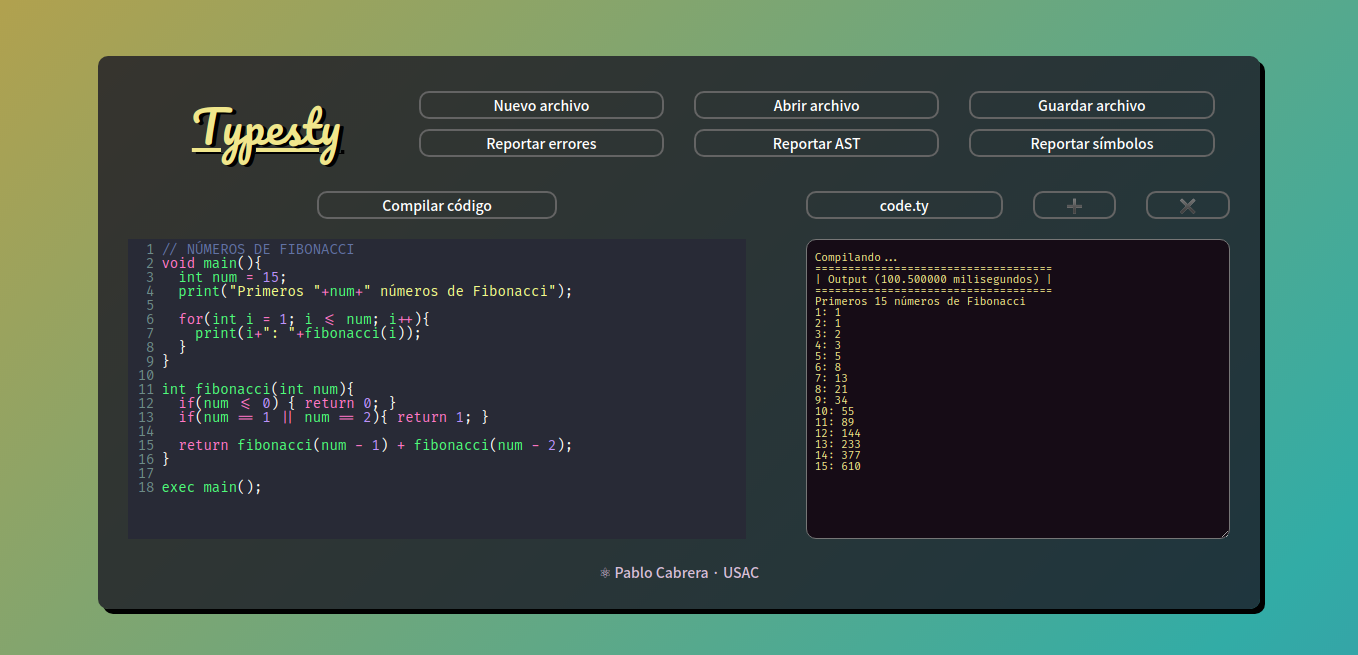 Typesty
Nuevo archivo
Abrir archivo
Guardar archivo
Reportar errores
Reportar AST
Reportar símbolos
Compilar código
code.ty
1 // NÚMEROS DE FIBONACCI
2 void main(){
3   int num = 15;
4   print("Primeros "+num+" números de Fibonacci");
5
6   for(int i = 1; i <= num; i++){
7     print(i+": "+fibonacci(i));
8   }
9 }
10
11 int fibonacci(int num){
12   if(num <= 0) { return 0; }
13   if(num == 1 || num == 2){ return 1; }
14
15   return fibonacci(num - 1) + fibonacci(num - 2);
16 }
17
18 exec main();
Compilando...
====================================
| Output (100.500000 milisegundos) |
====================================
Primeros 15 números de Fibonacci
1: 1
2: 1
3: 2
4: 3
5: 5
6: 8
7: 13
8: 21
9: 34
10: 55
11: 89
12: 144
13: 233
14: 377
15: 610
⚛ Pablo Cabrera · USAC